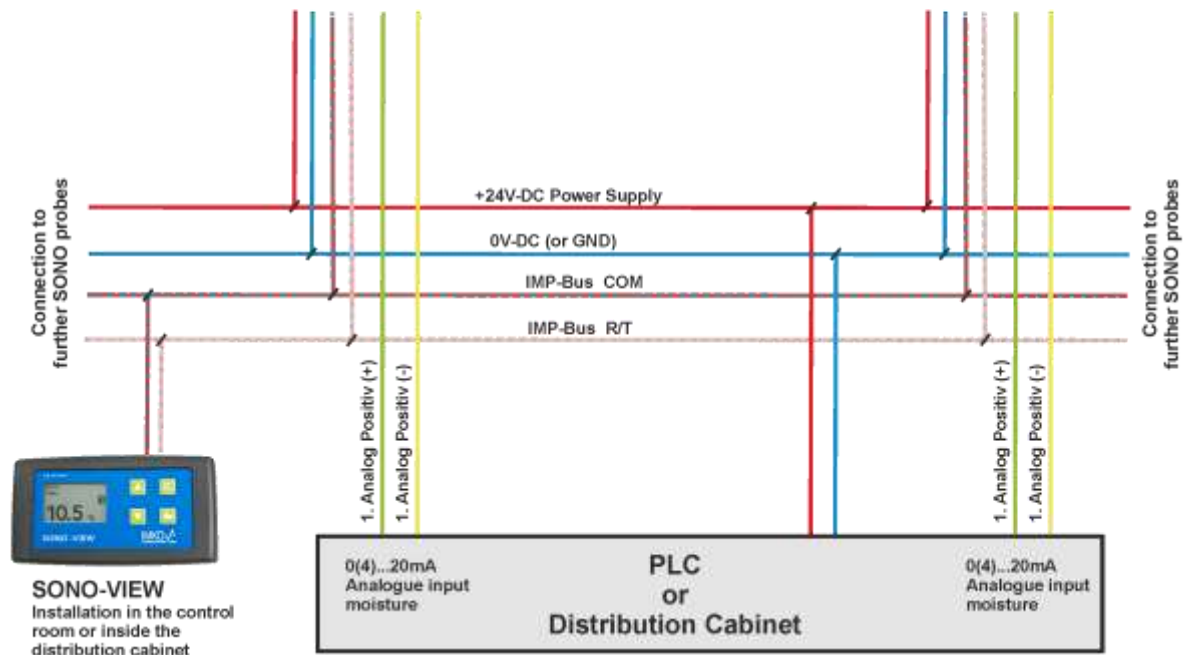 +24V-DC Power Supply
0V-DC (or GND)
IMP-Bus COM
IMP-Bus R/T
Connection to
further SONO probes
Connection to
further SONO probes
1. Analog Positiv (+)
1. Analog Positiv (-)
1. Analog Positiv (+)
1. Analog Positiv (-)
10.5
SONO-VIEW
IMKO
SONO-VIEW
Installation in the control
room or inside the
distribution cabinet
0(4)...20mA
Analogue input
moisture
PLC
or
Distribution Cabinet
0(4)...20mA
Analogue input
moisture